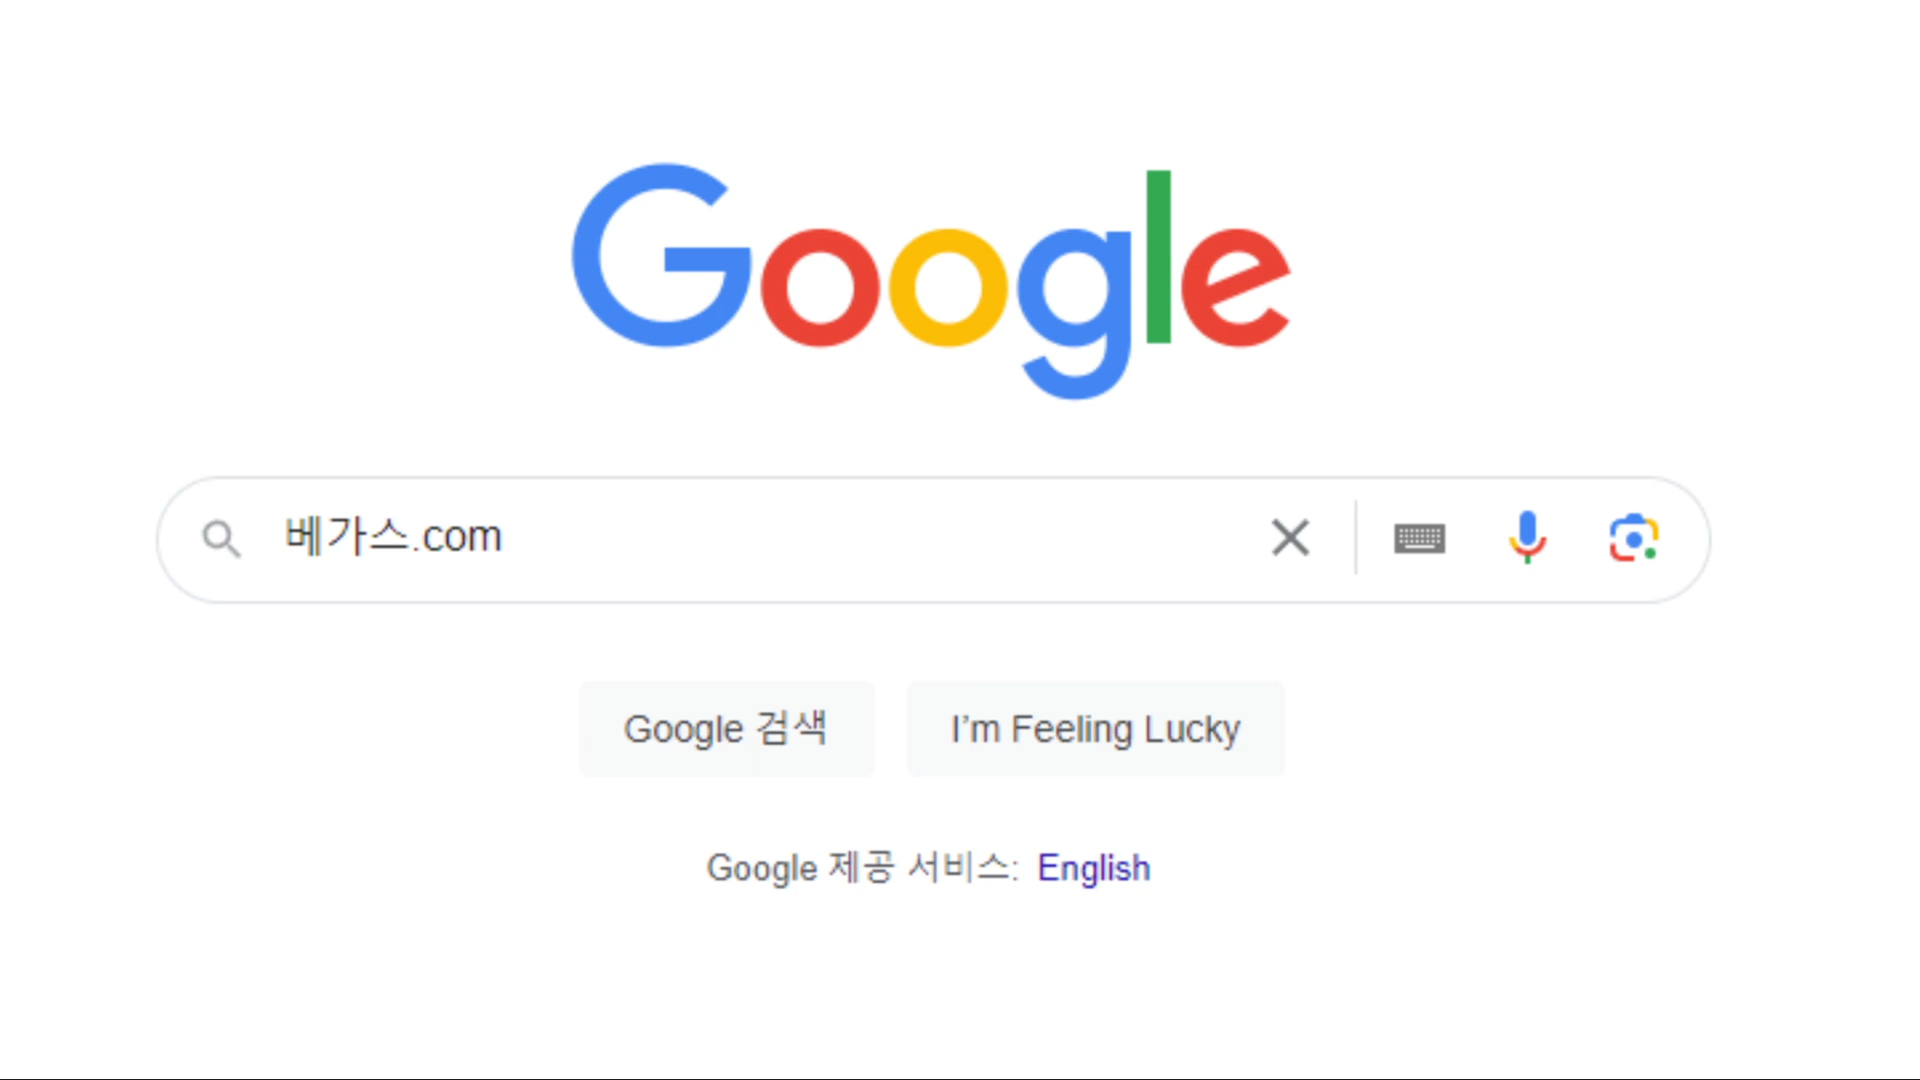 Google
베가스.com
Google 검색
I’m Feeling Lucky
Google 제공 서비스: English